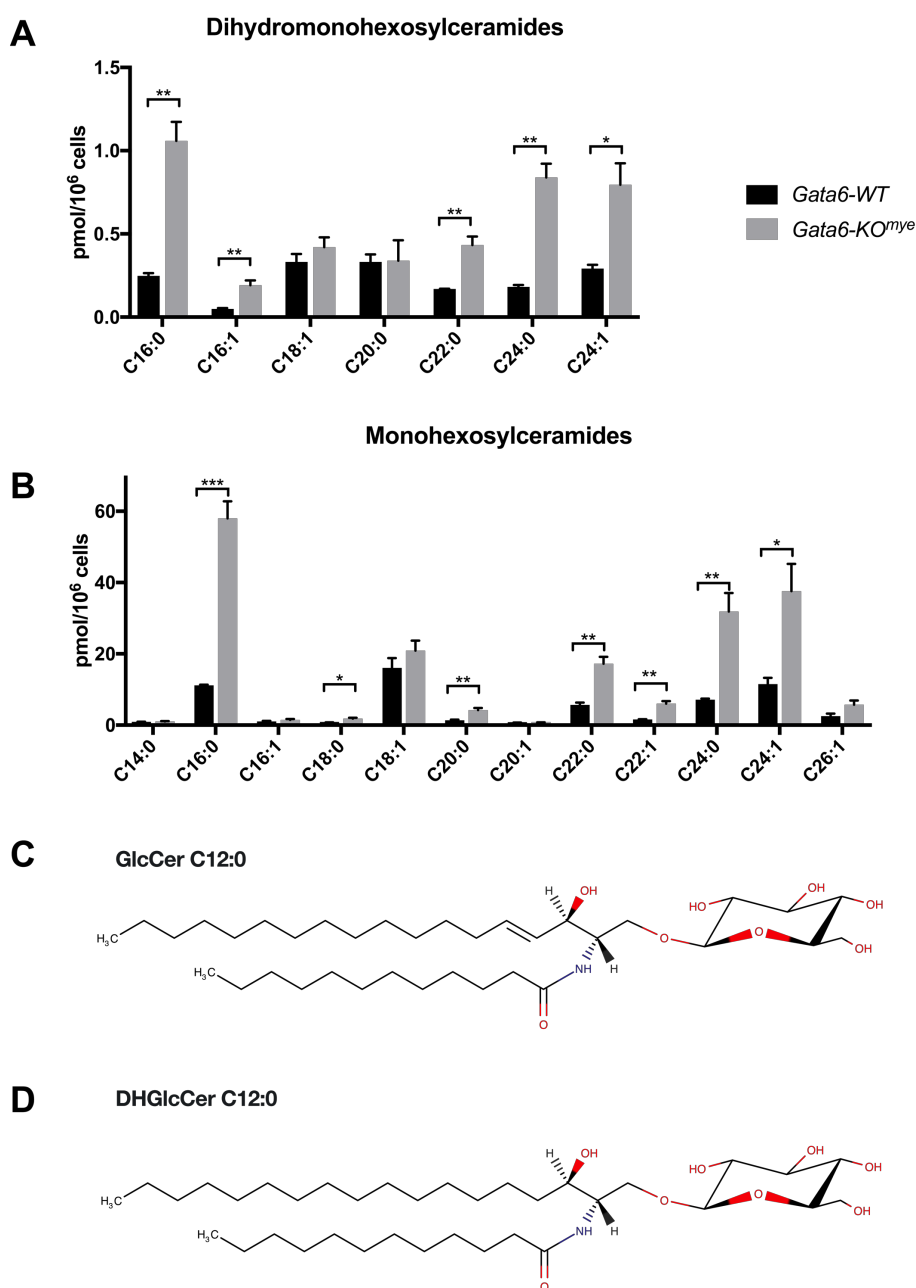 A
Dihydromonohexosylceramides
pmol/10⁶ cells
1.5
1.0
0.5
0.0
**
**
**
**
*
C16:0
C16:1
C18:1
C20:0
C22:0
C24:0
C24:1
Gata6-WT
Gata6-KOᵐʸᵉ
Monohexosylceramides
B
pmol/10⁶ cells
60
40
20
0
***
*
**
**
**
**
*
C14:0
C16:0
C16:1
C18:0
C18:1
C20:0
C20:1
C22:0
C22:1
C24:0
C24:1
C26:1
C
GlcCer C12:0
H
OH
OH
HO
OH
OH
H₃C
O
O
OH
NH
H
H₃C
O
D
DHGlcCer C12:0
H
OH
OH
HO
OH
OH
H₃C
O
O
OH
NH
H
H₃C
O